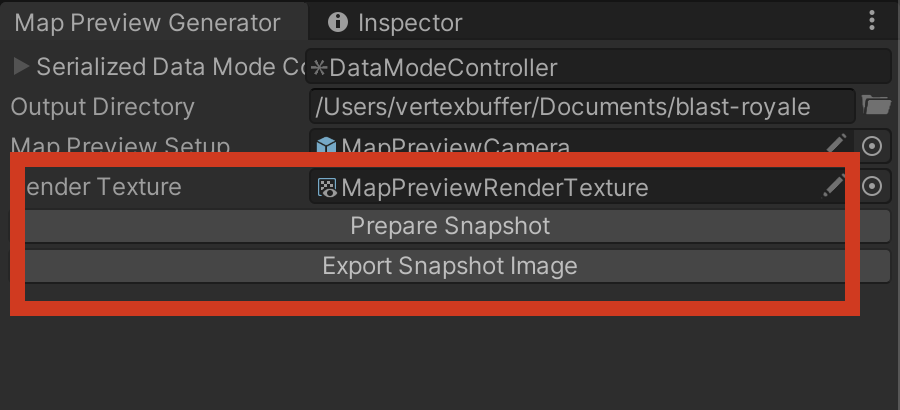 Map Preview Generator
Inspector
Serialized Data Mode Co
DataModeController
Output Directory
/Users/vertexbuffer/Documents/blast-royale
Map Preview Setup
MapPreviewCamera
ender Texture
MapPreviewRenderTexture
Prepare Snapshot
Export Snapshot Image